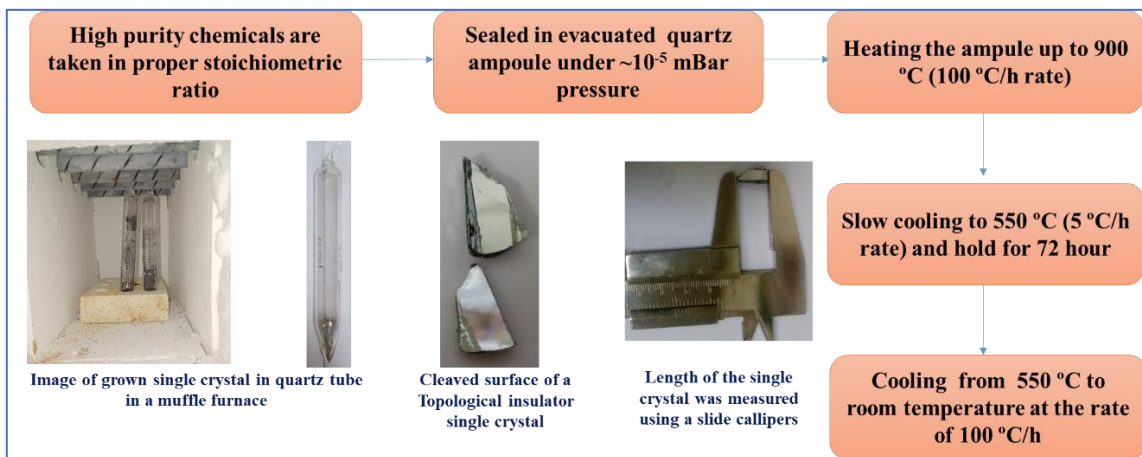 High purity chemicals are
taken in proper stoichiometric
ratio
Sealed in evacuated quartz
ampoule under ~10⁻⁵ mBar
pressure
Heating the ampule up to 900
ºC (100 ºC/h rate)
Slow cooling to 550 ºC (5 ºC/h
rate) and hold for 72 hour
Cooling from 550 ºC to
room temperature at the rate
of 100 ºC/h
Image of grown single crystal in quartz tube
in a muffle furnace
Cleaved surface of a
Topological insulator
single crystal
Length of the single
crystal was measured
using a slide callipers